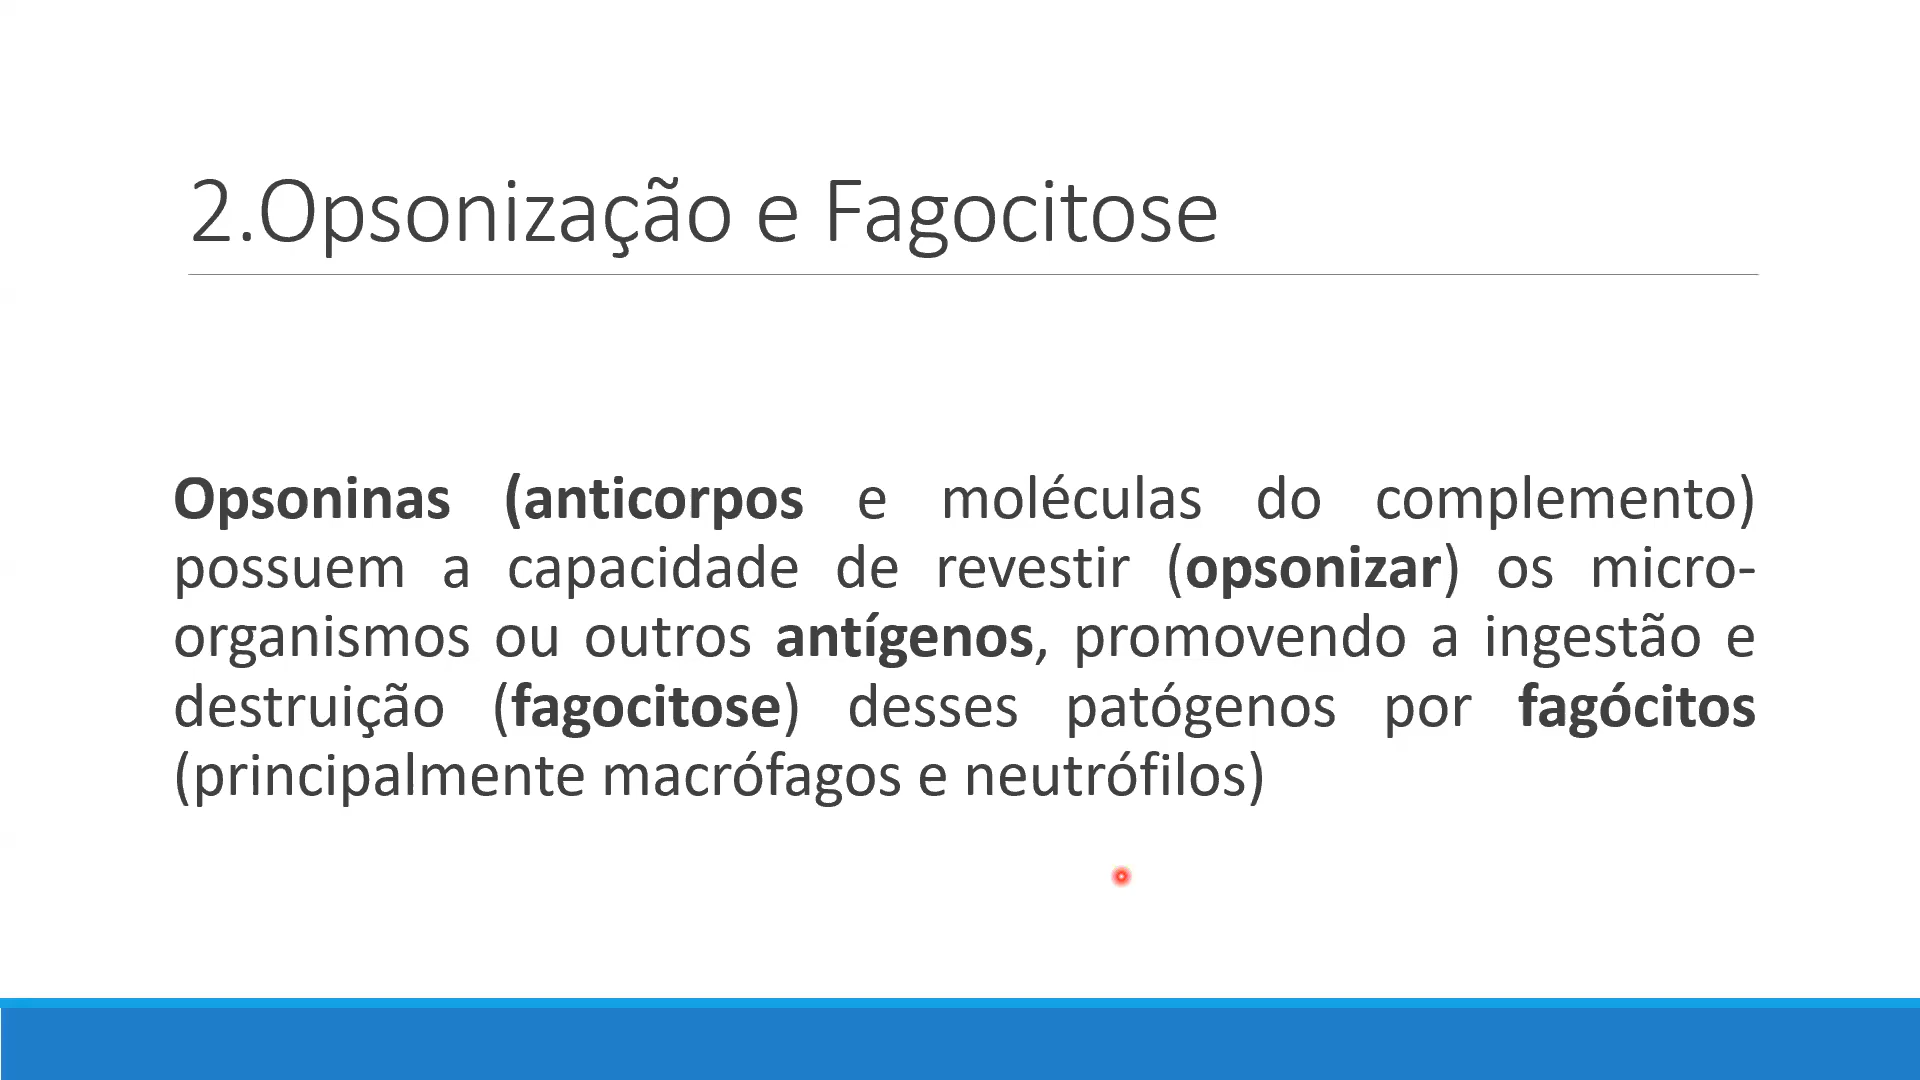 2.Opsonização e Fagocitose
Opsoninas (anticorpos e moléculas do complemento)
possuem a capacidade de revestir (opsonizar) os micro-
organismos ou outros antígenos, promovendo a ingestão e
destruição (fagocitose) desses patógenos por fagócitos
(principalmente macrófagos e neutrófilos)